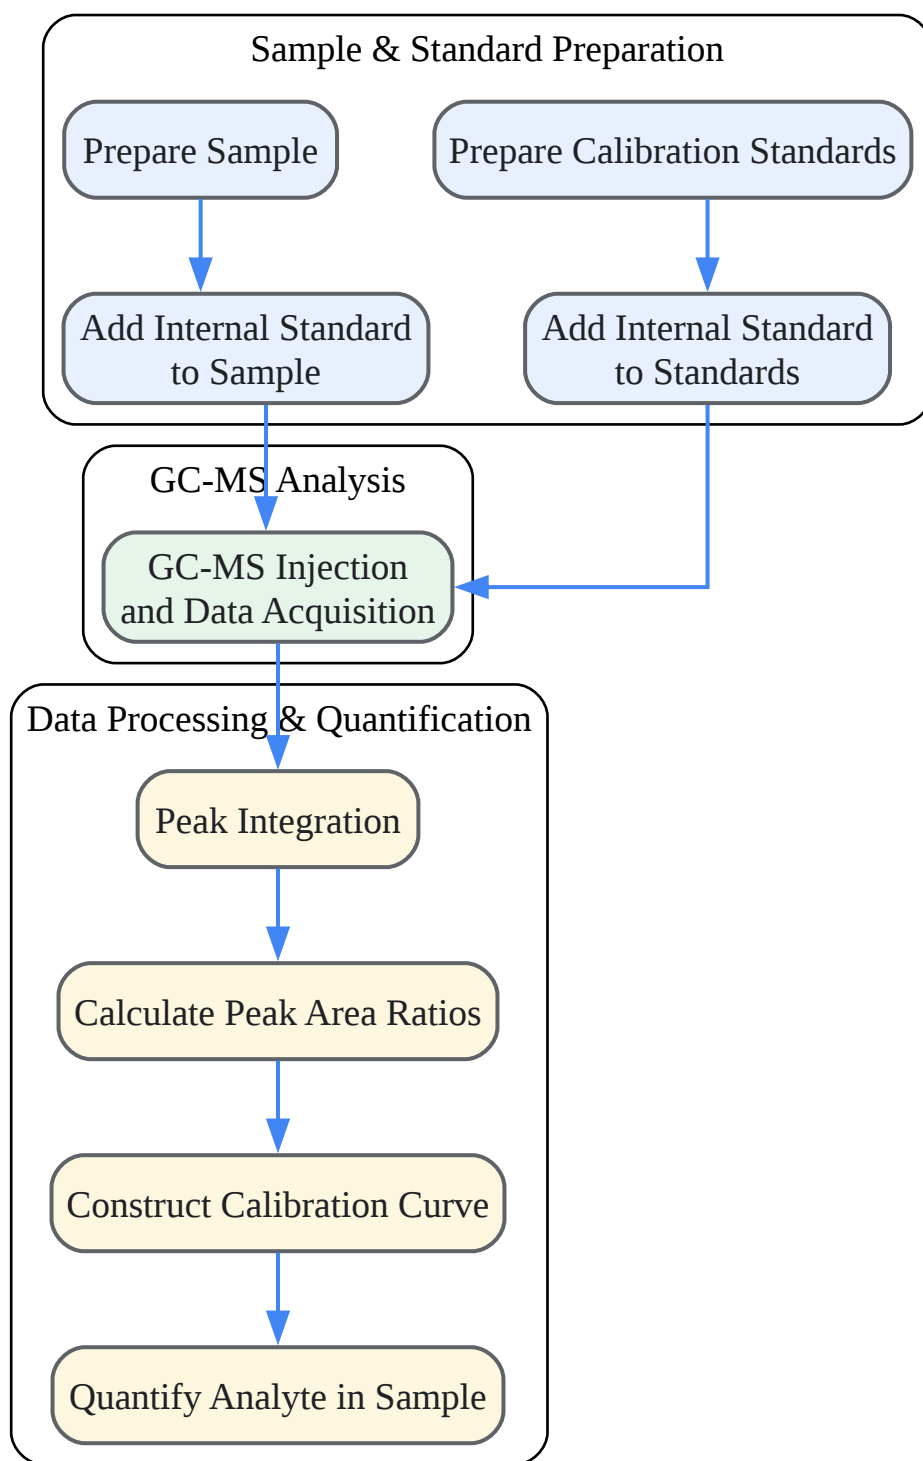 Sample & Standard Preparation
Prepare Sample
Prepare Calibration Standards
Add Internal Standard
to Sample
Add Internal Standard
to Standards
GC-MS Analysis
GC-MS Injection
and Data Acquisition
Data Processing & Quantification
Peak Integration
Calculate Peak Area Ratios
Construct Calibration Curve
Quantify Analyte in Sample